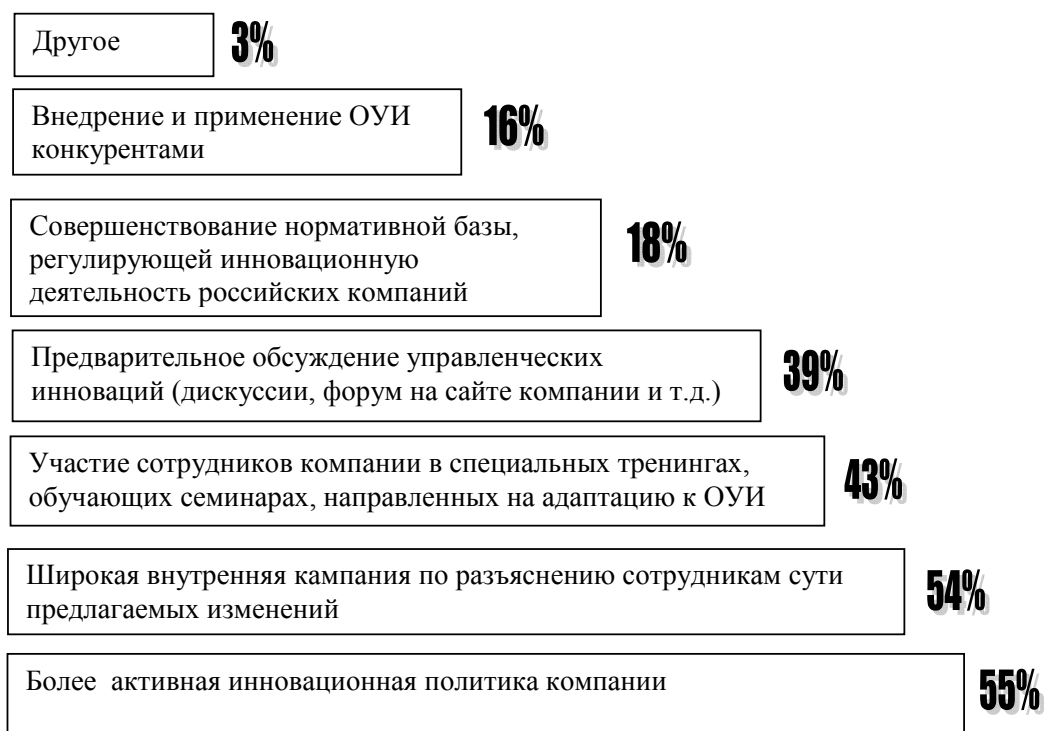 Другое 3%
Внедрение и применение ОУИ
конкурентами 16%
Совершенствование нормативной базы,
регулирующей инновационную
деятельность российских компаний 18%
Предварительное обсуждение управленческих
инноваций (дискуссии, форум на сайте компании и т.д.) 39%
Участие сотрудников компании в специальных тренингах,
обучающих семинарах, направленных на адаптацию к ОУИ 43%
Широкая внутренняя кампания по разъяснению сотрудникам сути
предлагаемых изменений 54%
Более активная инновационная политика компании 55%